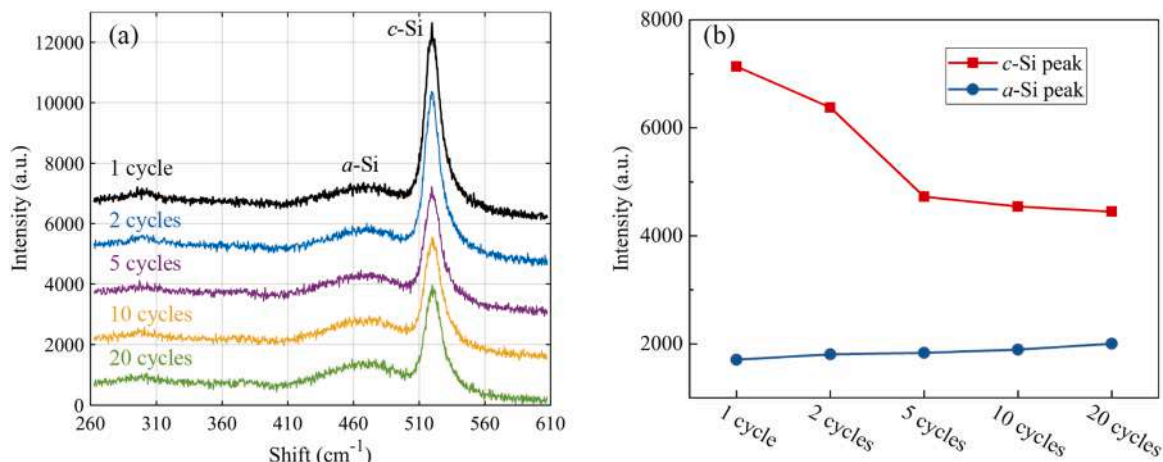 (a)
c-Si
a-Si
1 cycle
2 cycles
5 cycles
10 cycles
20 cycles
12000
10000
8000
6000
4000
2000
0
260 310 360 410 460 510 560 610
Intensity (a.u.)
Shift (cm⁻¹)
(b)
c-Si peak
a-Si peak
8000
6000
4000
2000
Intensity (a.u.)
1 cycle 2 cycles 5 cycles 10 cycles 20 cycles